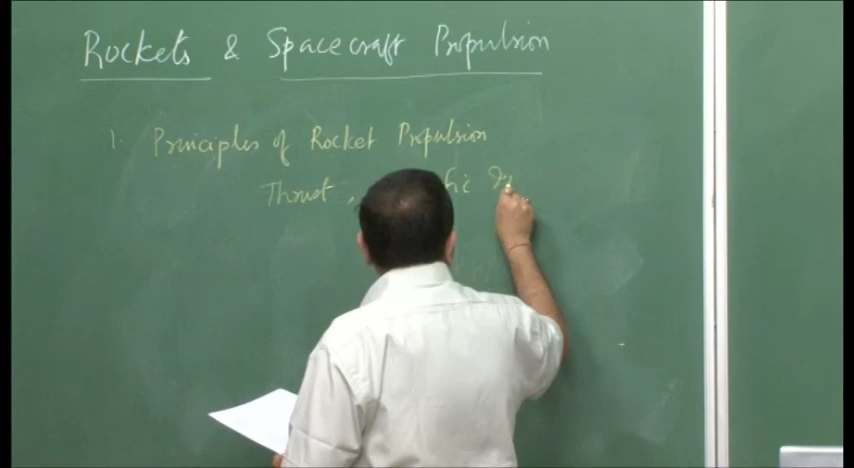 Rockets & Spacecraft Propulsion
1. Principles of Rocket Propulsion
Thrust,